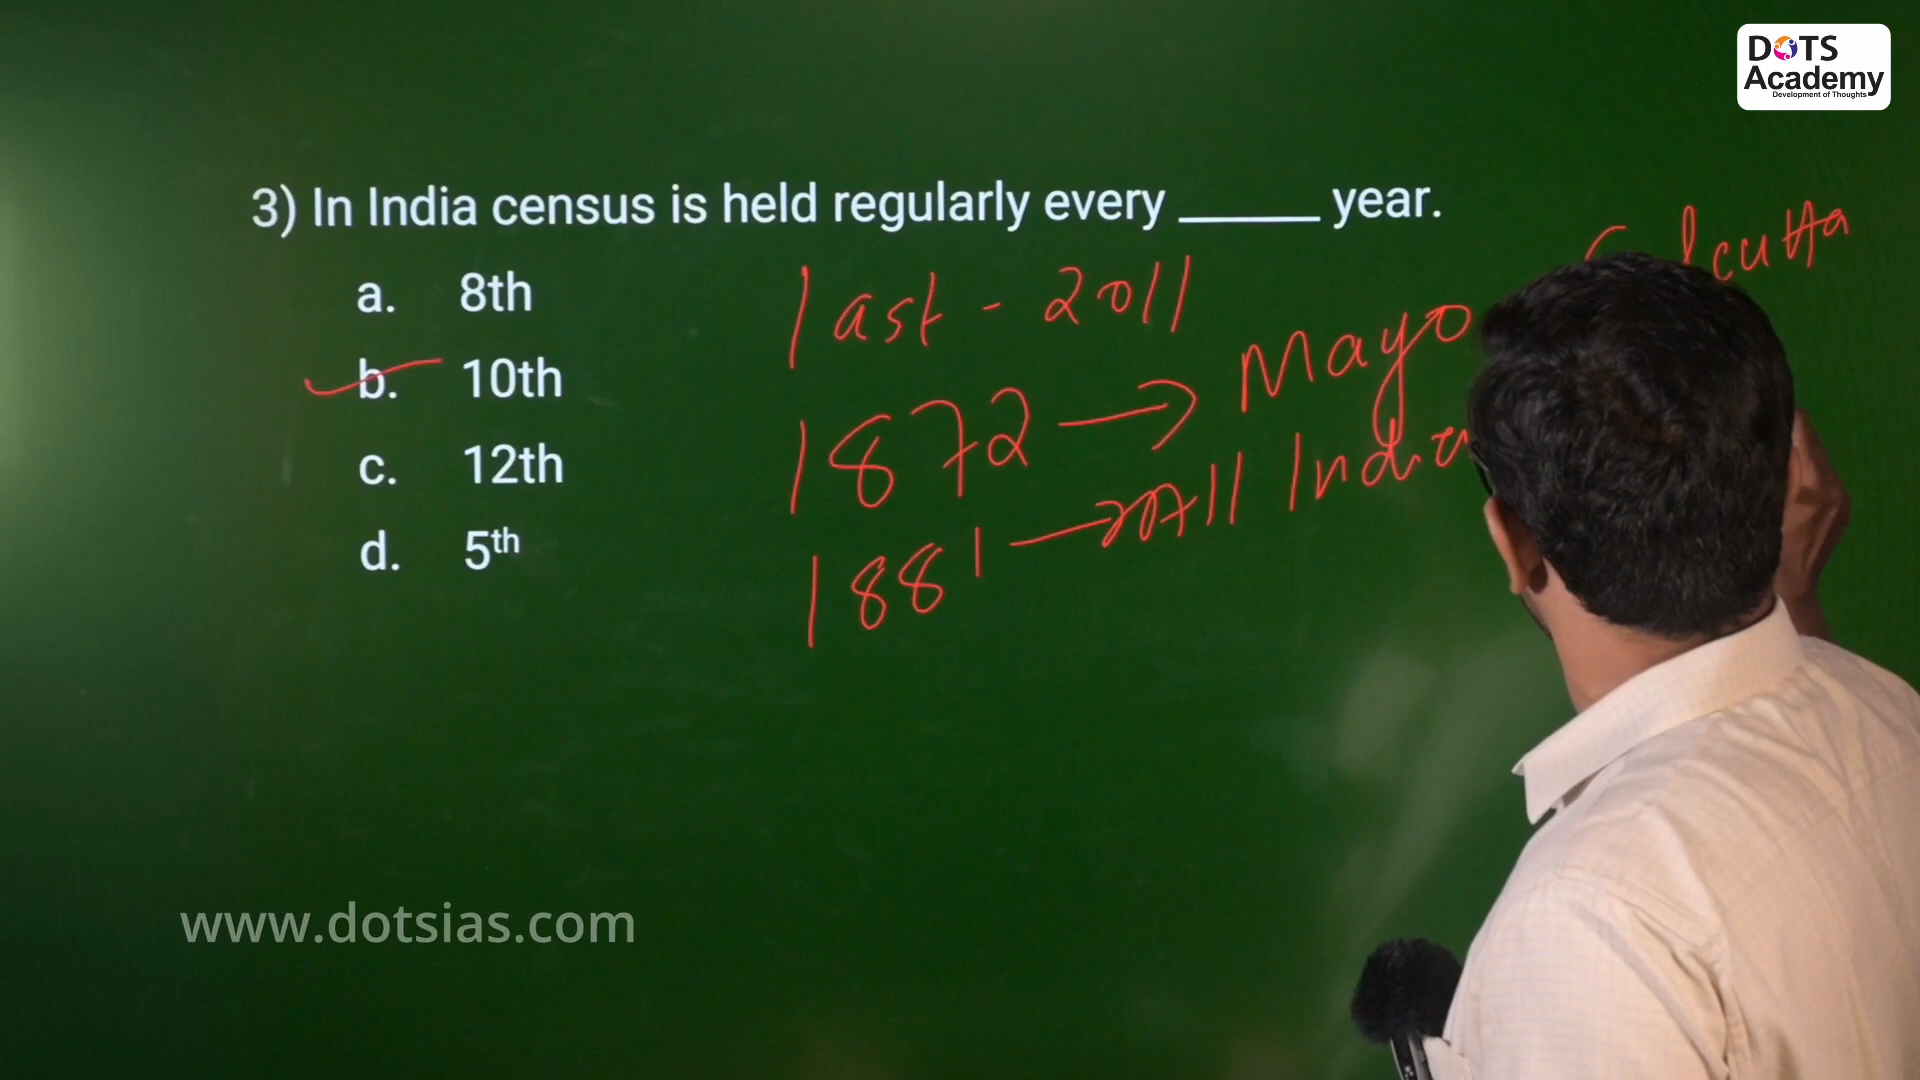 DOTS
Academy
Development of Thoughts
3) In India census is held regularly every ______ year.
a. 8th
b. 10th
c. 12th
d. 5th
last - 2011
1872 → Mayo
1881 → All India
www.dotsias.com